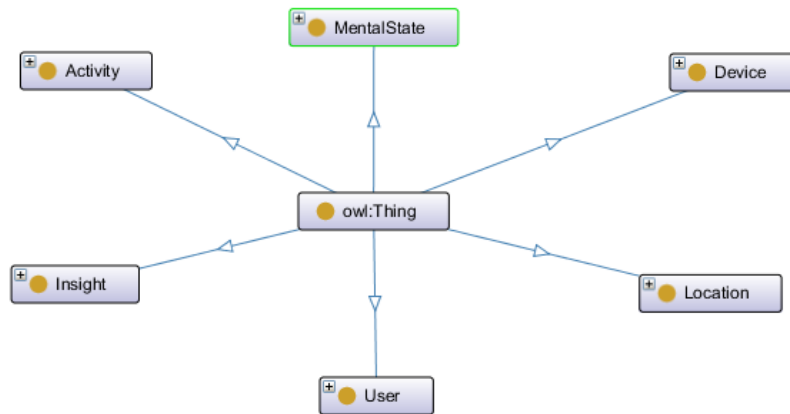 MentalState
Activity
Device
owl:Thing
Insight
Location
User